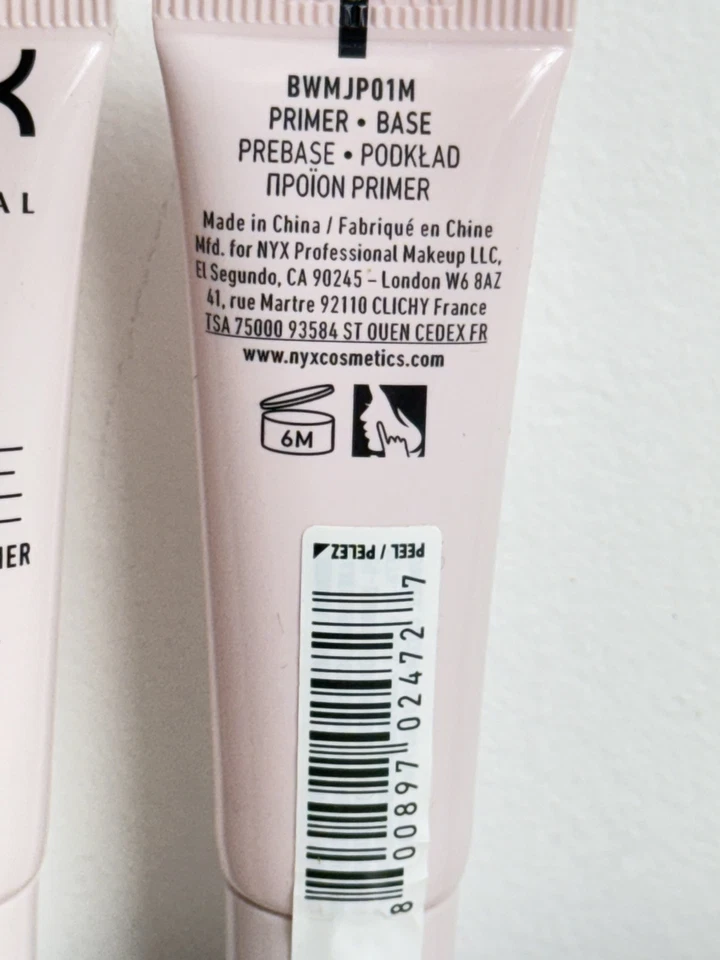 BWMJP01M
PRIMER • BASE
PREBASE • PODKŁAD
ΠΡΟΪΟΝ PRIMER
Made in China / Fabriqué en Chine
Mfd. for NYX Professional Makeup LLC,
El Segundo, CA 90245 – London W6 8AZ
41, rue Martre 92110 CLICHY France
TSA 75000 93584 ST OUEN CEDEX FR
www.nyxcosmetics.com
6M
PEEL / PELEZ
8 00897 02472 7